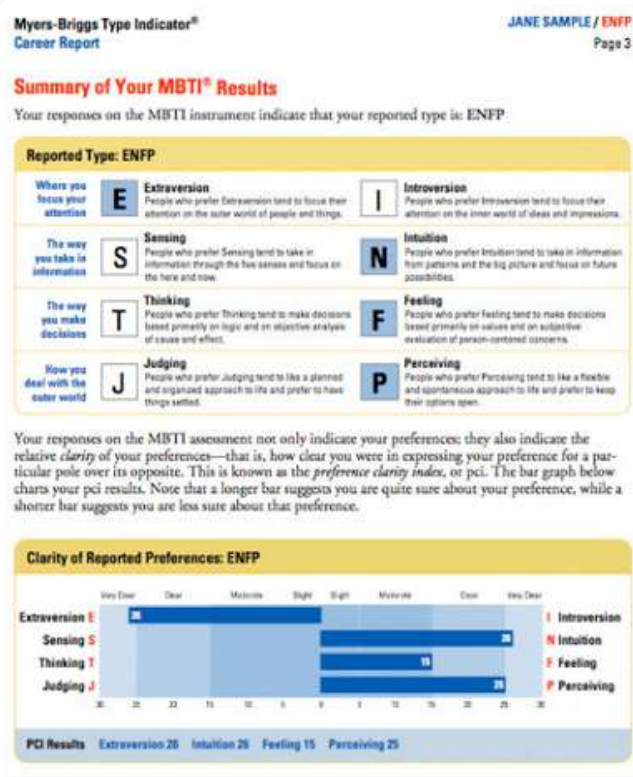 Myers-Briggs Type Indicator®
Career Report
JANE SAMPLE / ENFP
Page 3
Summary of Your MBTI® Results
Your responses on the MBTI instrument indicate that your reported type is: ENFP
Reported Type: ENFP
Where you
focus your
attention
E
Extraversion
People who prefer Extraversion tend to focus their
attention on the outer world of people and things.
I
Introversion
People who prefer Introversion tend to focus their
attention on the inner world of ideas and impressions.
The way
you take in
information
S
Sensing
People who prefer Sensing tend to take in
information through the five senses and focus on
the here and now.
N
Intuition
People who prefer Intuition tend to take in information
from patterns and the big picture and focus on future
possibilities.
The way
you make
decisions
T
Thinking
People who prefer Thinking tend to make decisions
based primarily on logic and on objective analysis
of cause and effect.
F
Feeling
People who prefer Feeling tend to make decisions
based primarily on values and on subjective
evaluation of person-centered concerns.
How you
deal with the
outer world
J
Judging
People who prefer Judging tend to like a planned
and organized approach to life and prefer to have
things settled.
P
Perceiving
People who prefer Perceiving tend to like a flexible
and spontaneous approach to life and prefer to keep
their options open.
Your responses on the MBTI assessment not only indicate your preferences; they also indicate the
relative clarity of your preferences—that is, how clear you were in expressing your preference for a par-
ticular pole over its opposite. This is known as the preference clarity index, or pci. The bar graph below
charts your pci results. Note that a longer bar suggests you are quite sure about your preference, while a
shorter bar suggests you are less sure about that preference.
Clarity of Reported Preferences: ENFP
Very Clear Clear Moderate Slight Slight Moderate Clear Very Clear
Extraversion E 26 I Introversion
Sensing S 26 N Intuition
Thinking T 15 F Feeling
Judging J 25 P Perceiving
30 25 20 15 10 5 0 5 10 15 20 25 30
PCI Results Extraversion 26 Intuition 26 Feeling 15 Perceiving 25